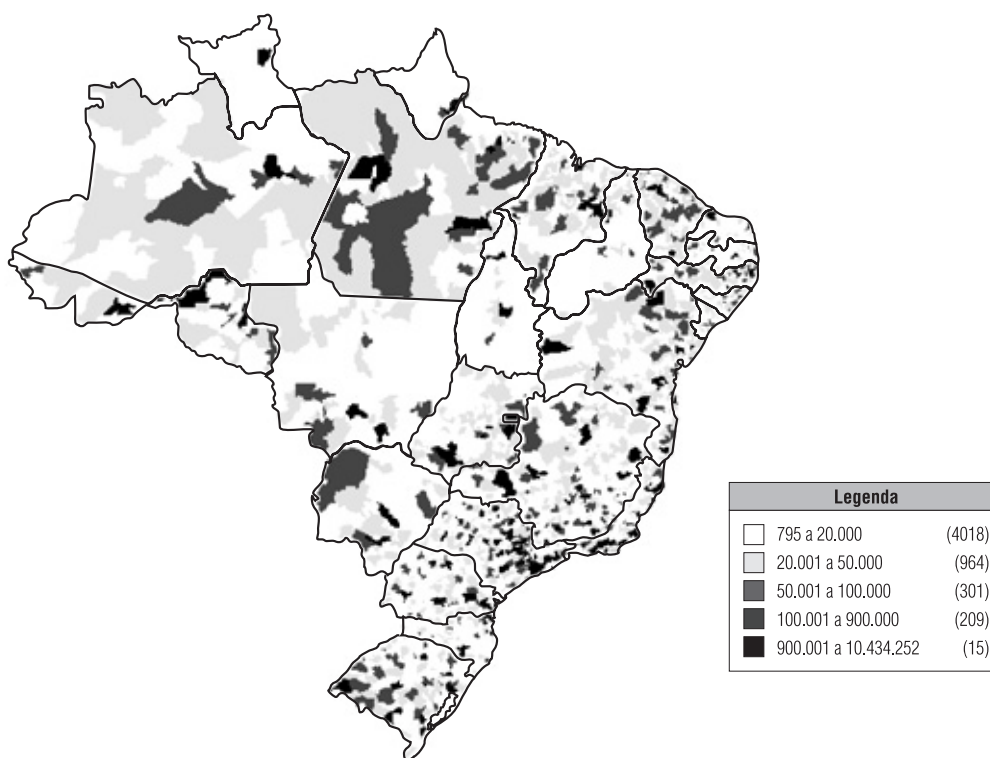 Legenda
795 a 20.000 (4018)
20.001 a 50.000 (964)
50.001 a 100.000 (301)
100.001 a 900.000 (209)
900.001 a 10.434.252 (15)